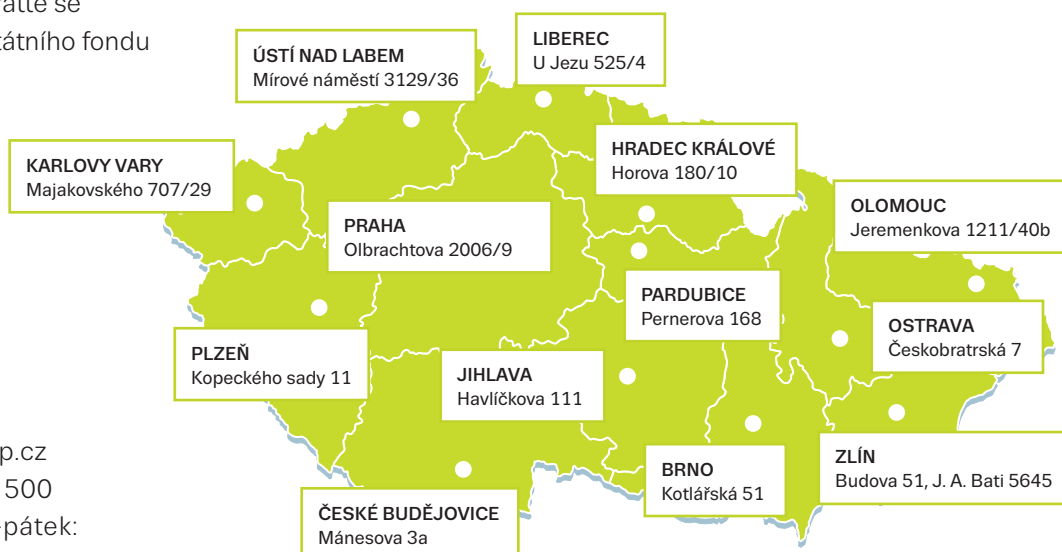 se
ÚSTÍ NAD LABEM
Mírové náměstí 3129/36
LIBEREC
U Jezu 525/4
KARLOVY VARY
Majakovského 707/29
HRADEC KRÁLOVÉ
Horova 180/10
PRAHA
Olbrachtova 2006/9
OLOMOUC
Jeremenkova 1211/40b
PARDUBICE
Pernerova 168
OSTRAVA
Českobratrská 7
PLZEŇ
Kopeckého sady 11
JIHLAVA
Havlíčkova 111
BRNO
Kotlářská 51
ZLÍN
Budova 51, J. A. Bati 5645
ČESKÉ BUDĚJOVICE
Mánesova 3a
fondu
p.cz
500
pátek: